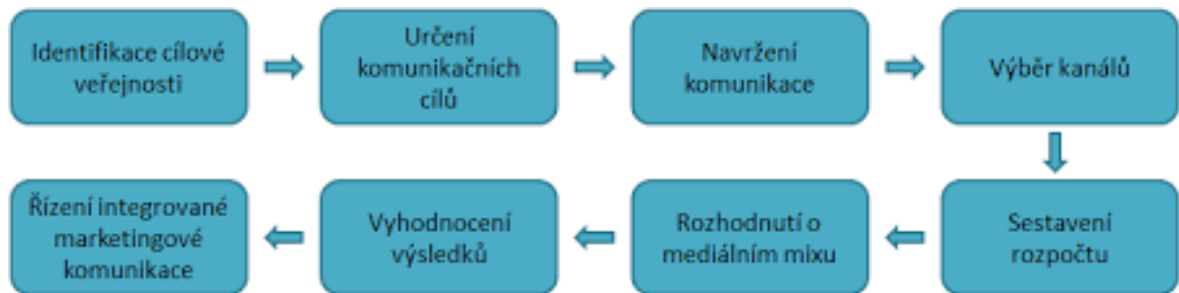 Identifikace cílové
veřejnosti
Určení
komunikačních
cílů
Navržení
komunikace
Výběr kanálů
Sestavení
rozpočtu
Rozhodnutí o
mediálním mixu
Vyhodnocení
výsledků
Řízení integrované
marketingové
komunikace